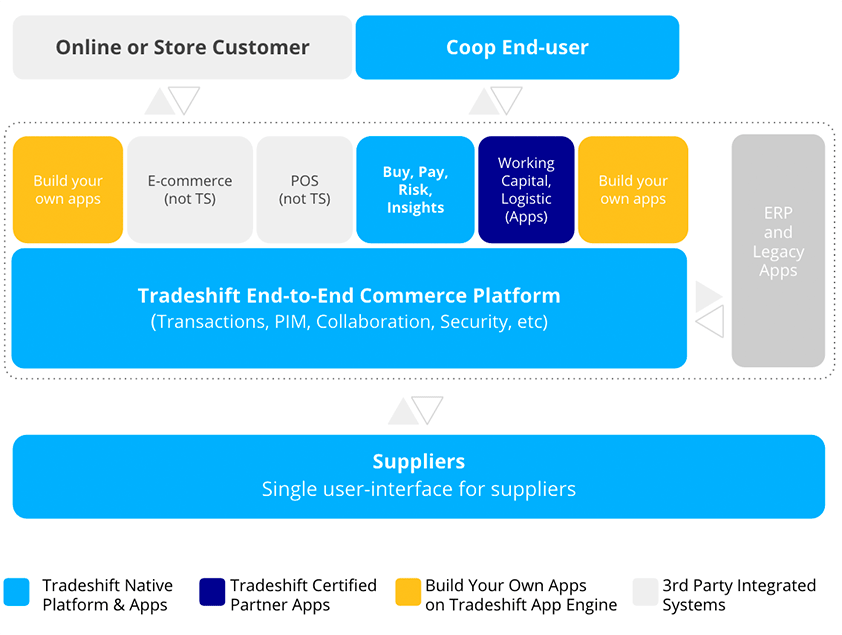 Online or Store Customer
Coop End-user
Build your
own apps
E-commerce
(not TS)
POS
(not TS)
Buy, Pay,
Risk,
Insights
Working
Capital,
Logistic
(Apps)
Build your
own apps
ERP
and
Legacy
Apps
Tradeshift End-to-End Commerce Platform
(Transactions, PIM, Collaboration, Security, etc)
Suppliers
Single user-interface for suppliers
Tradeshift Native
Platform & Apps
Tradeshift Certified
Partner Apps
Build Your Own Apps
on Tradeshift App Engine
3rd Party Integrated
Systems